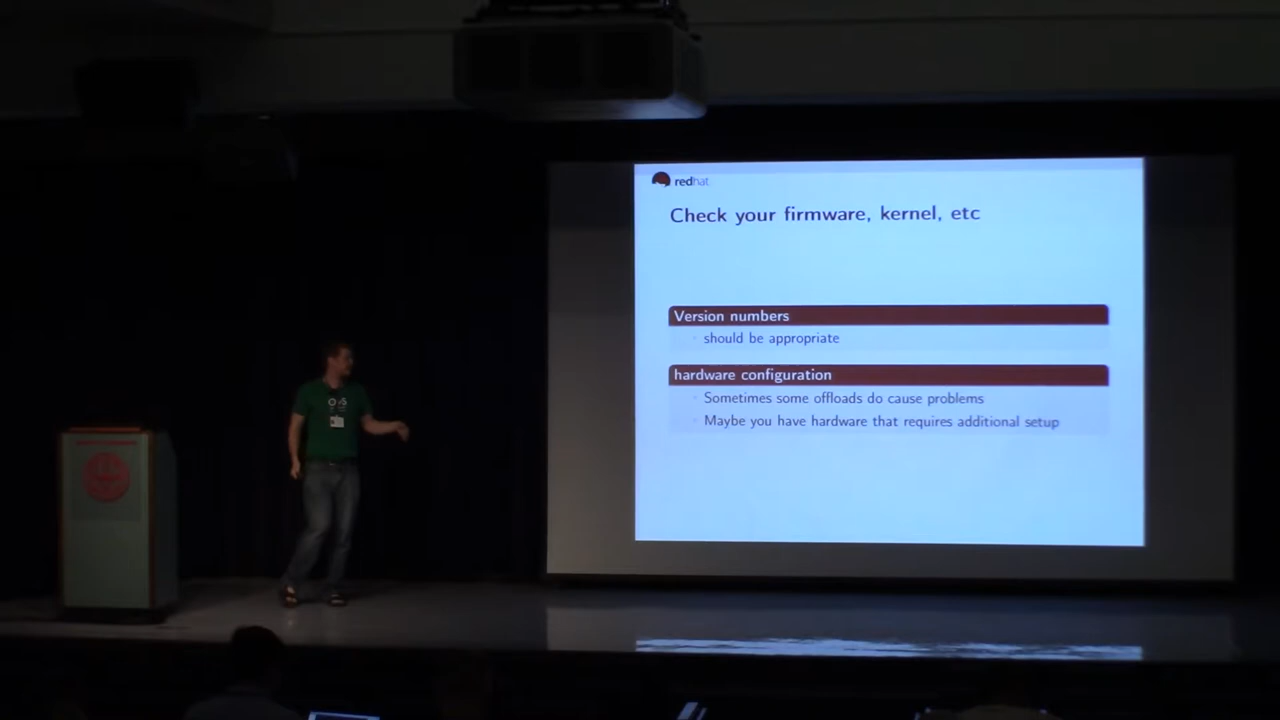 redhat
Check your firmware, kernel, etc
Version numbers
should be appropriate
hardware configuration
Sometimes some offloads do cause problems
Maybe you have hardware that requires additional setup